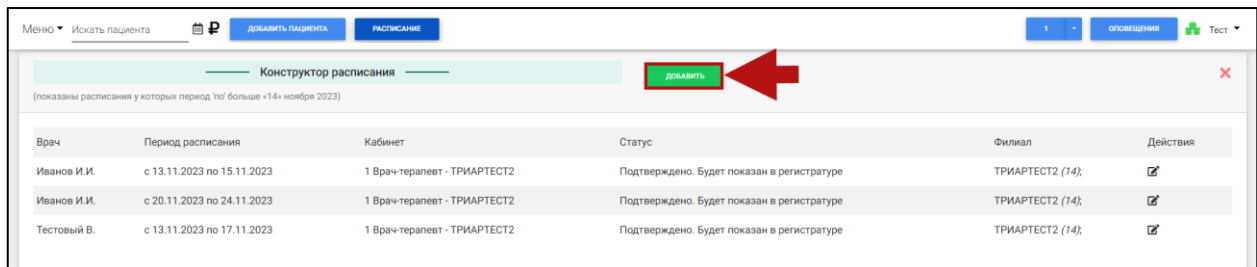 Меню Искать пациента ₽ ДОБАВИТЬ ПАЦИЕНТА РАСПИСАНИЕ 1 ОПОВЕЩЕНИЯ Тест
Конструктор расписания ДОБАВИТЬ
(показаны расписания у которых период 'по' больше «14» ноября 2023)
Врач Период расписания Кабинет Статус Филиал Действия
Иванов И.И. с 13.11.2023 по 15.11.2023 1 Врач-терапевт - ТРИАРТЕСТ2 Подтверждено. Будет показан в регистратуре ТРИАРТЕСТ2 (14);
Иванов И.И. с 20.11.2023 по 24.11.2023 1 Врач-терапевт - ТРИАРТЕСТ2 Подтверждено. Будет показан в регистратуре ТРИАРТЕСТ2 (14);
Тестовый В. с 13.11.2023 по 17.11.2023 1 Врач-терапевт - ТРИАРТЕСТ2 Подтверждено. Будет показан в регистратуре ТРИАРТЕСТ2 (14);